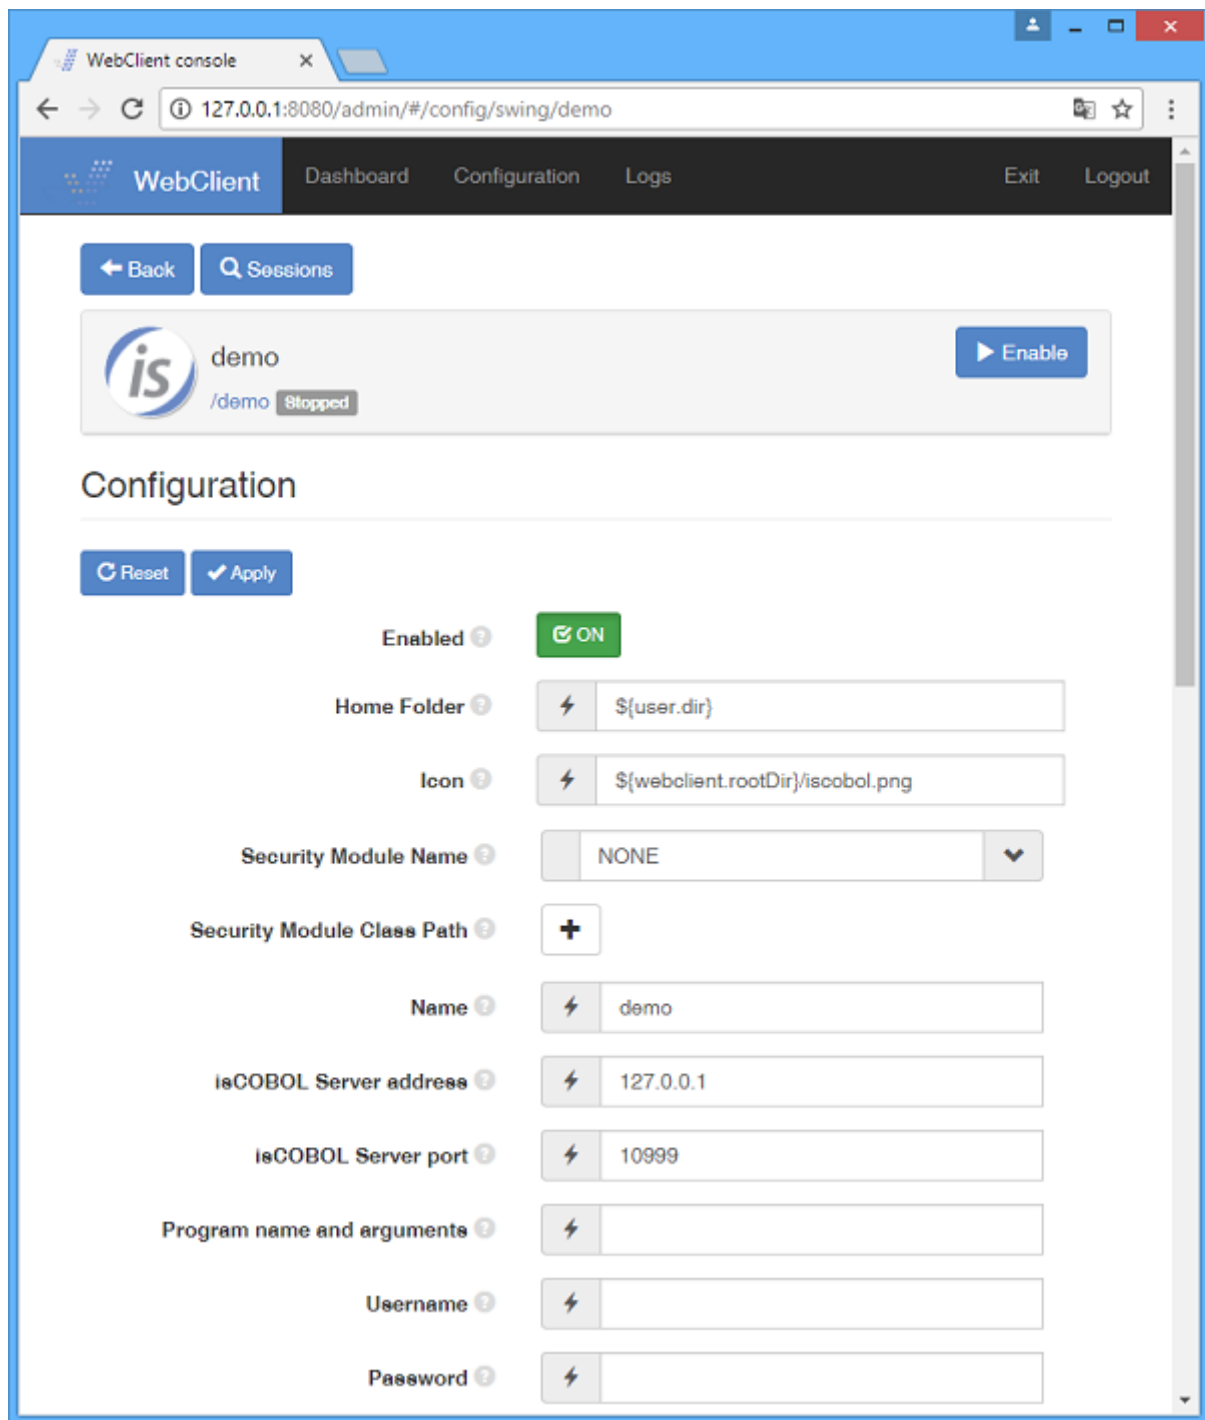 WebClient console
127.0.0.1:8080/admin/#/config/swing/demo
WebClient Dashboard Configuration Logs Exit Logout
Back Sessions
is demo Enable
/demo Stopped
Configuration
Reset Apply
Enabled ON
Home Folder ${user.dir}
Icon ${webclient.rootDir}/iscobol.png
Security Module Name NONE
Security Module Class Path
Name demo
isCOBOL Server address 127.0.0.1
isCOBOL Server port 10999
Program name and arguments
Username
Password